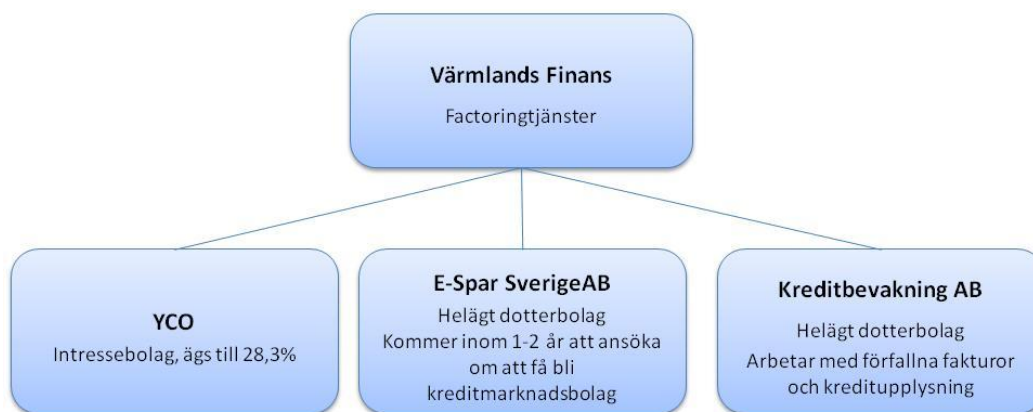 Värmlands Finans
Factoringtjänster
YCO
Intressebolag, ägs till 28,3%
E-Spar SverigeAB
Helägt dotterbolag
Kommer inom 1-2 år att ansöka
om att få bli
kreditmarknadsbolag
Kreditbevakning AB
Helägt dotterbolag
Arbetar med förfallna fakturor
och kreditupplysning